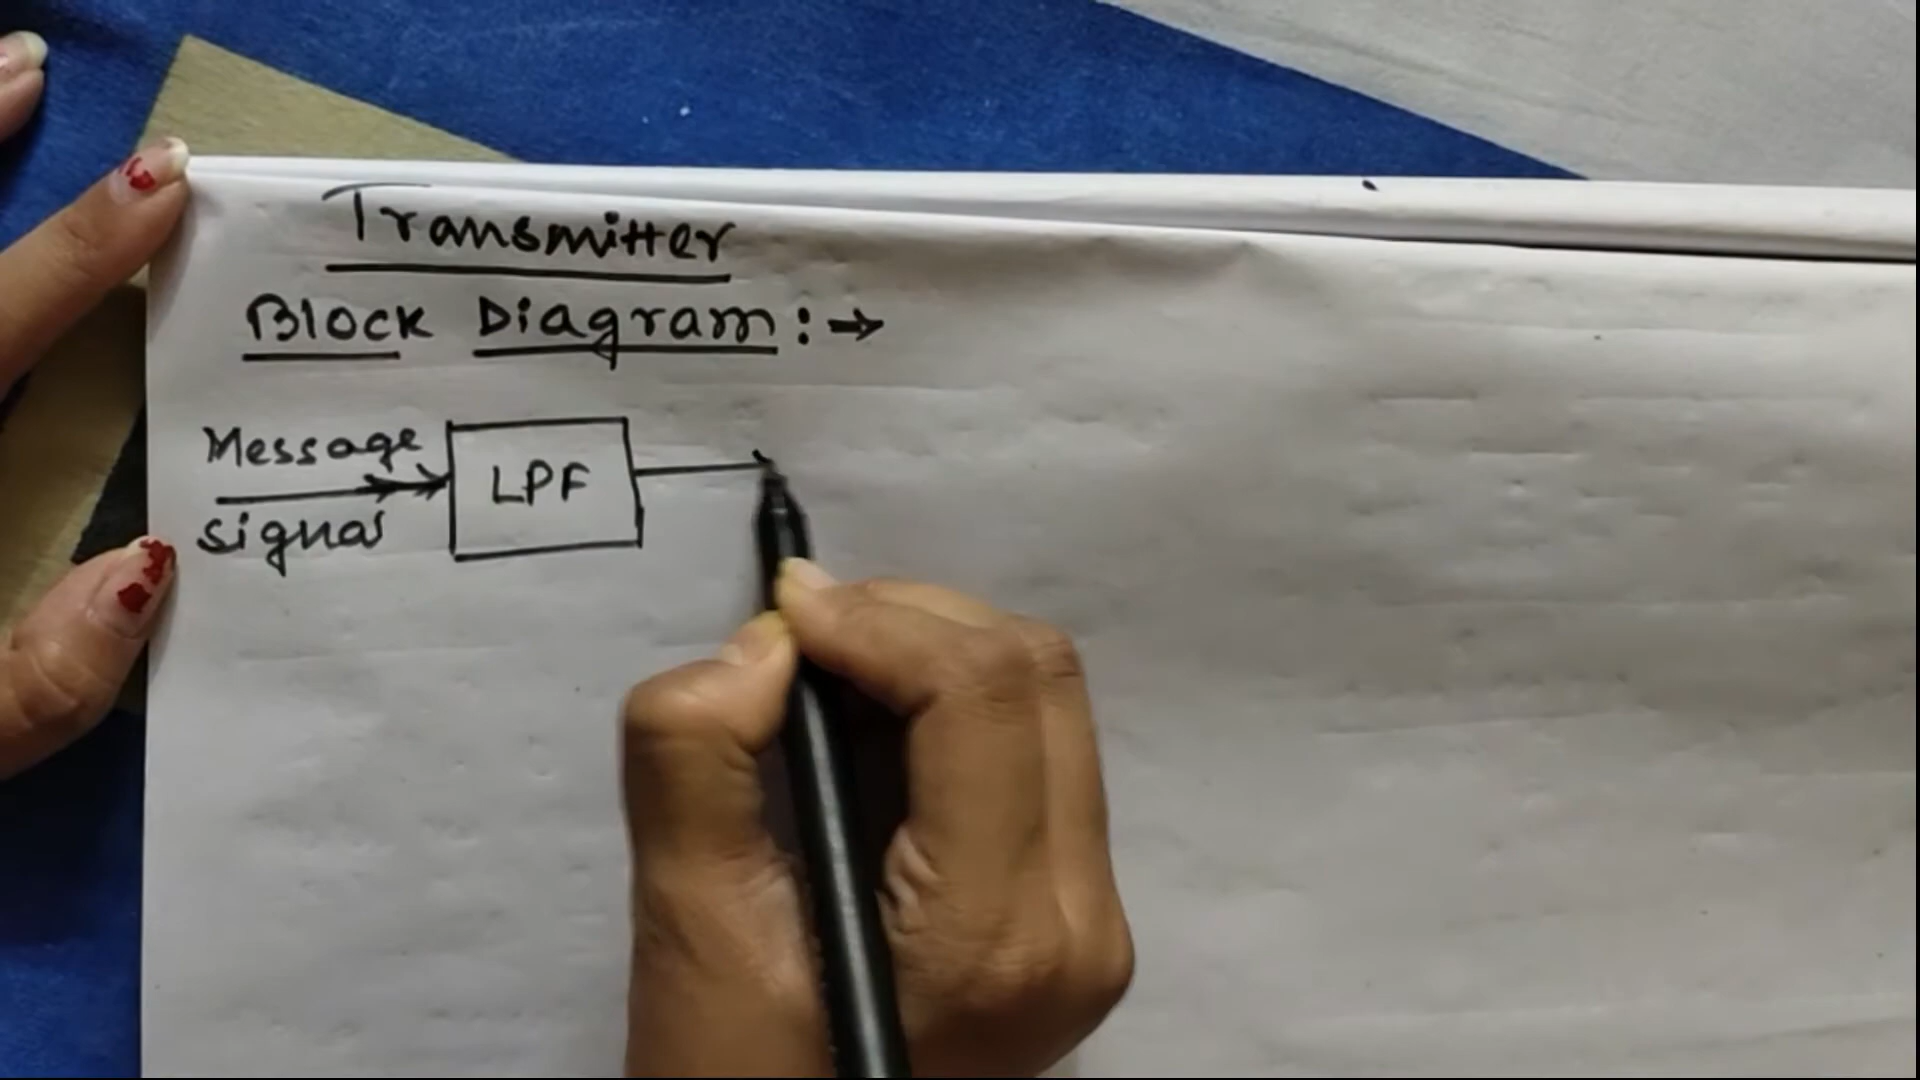 Transmitter
Block Diagram :→
Message
signal
LPF